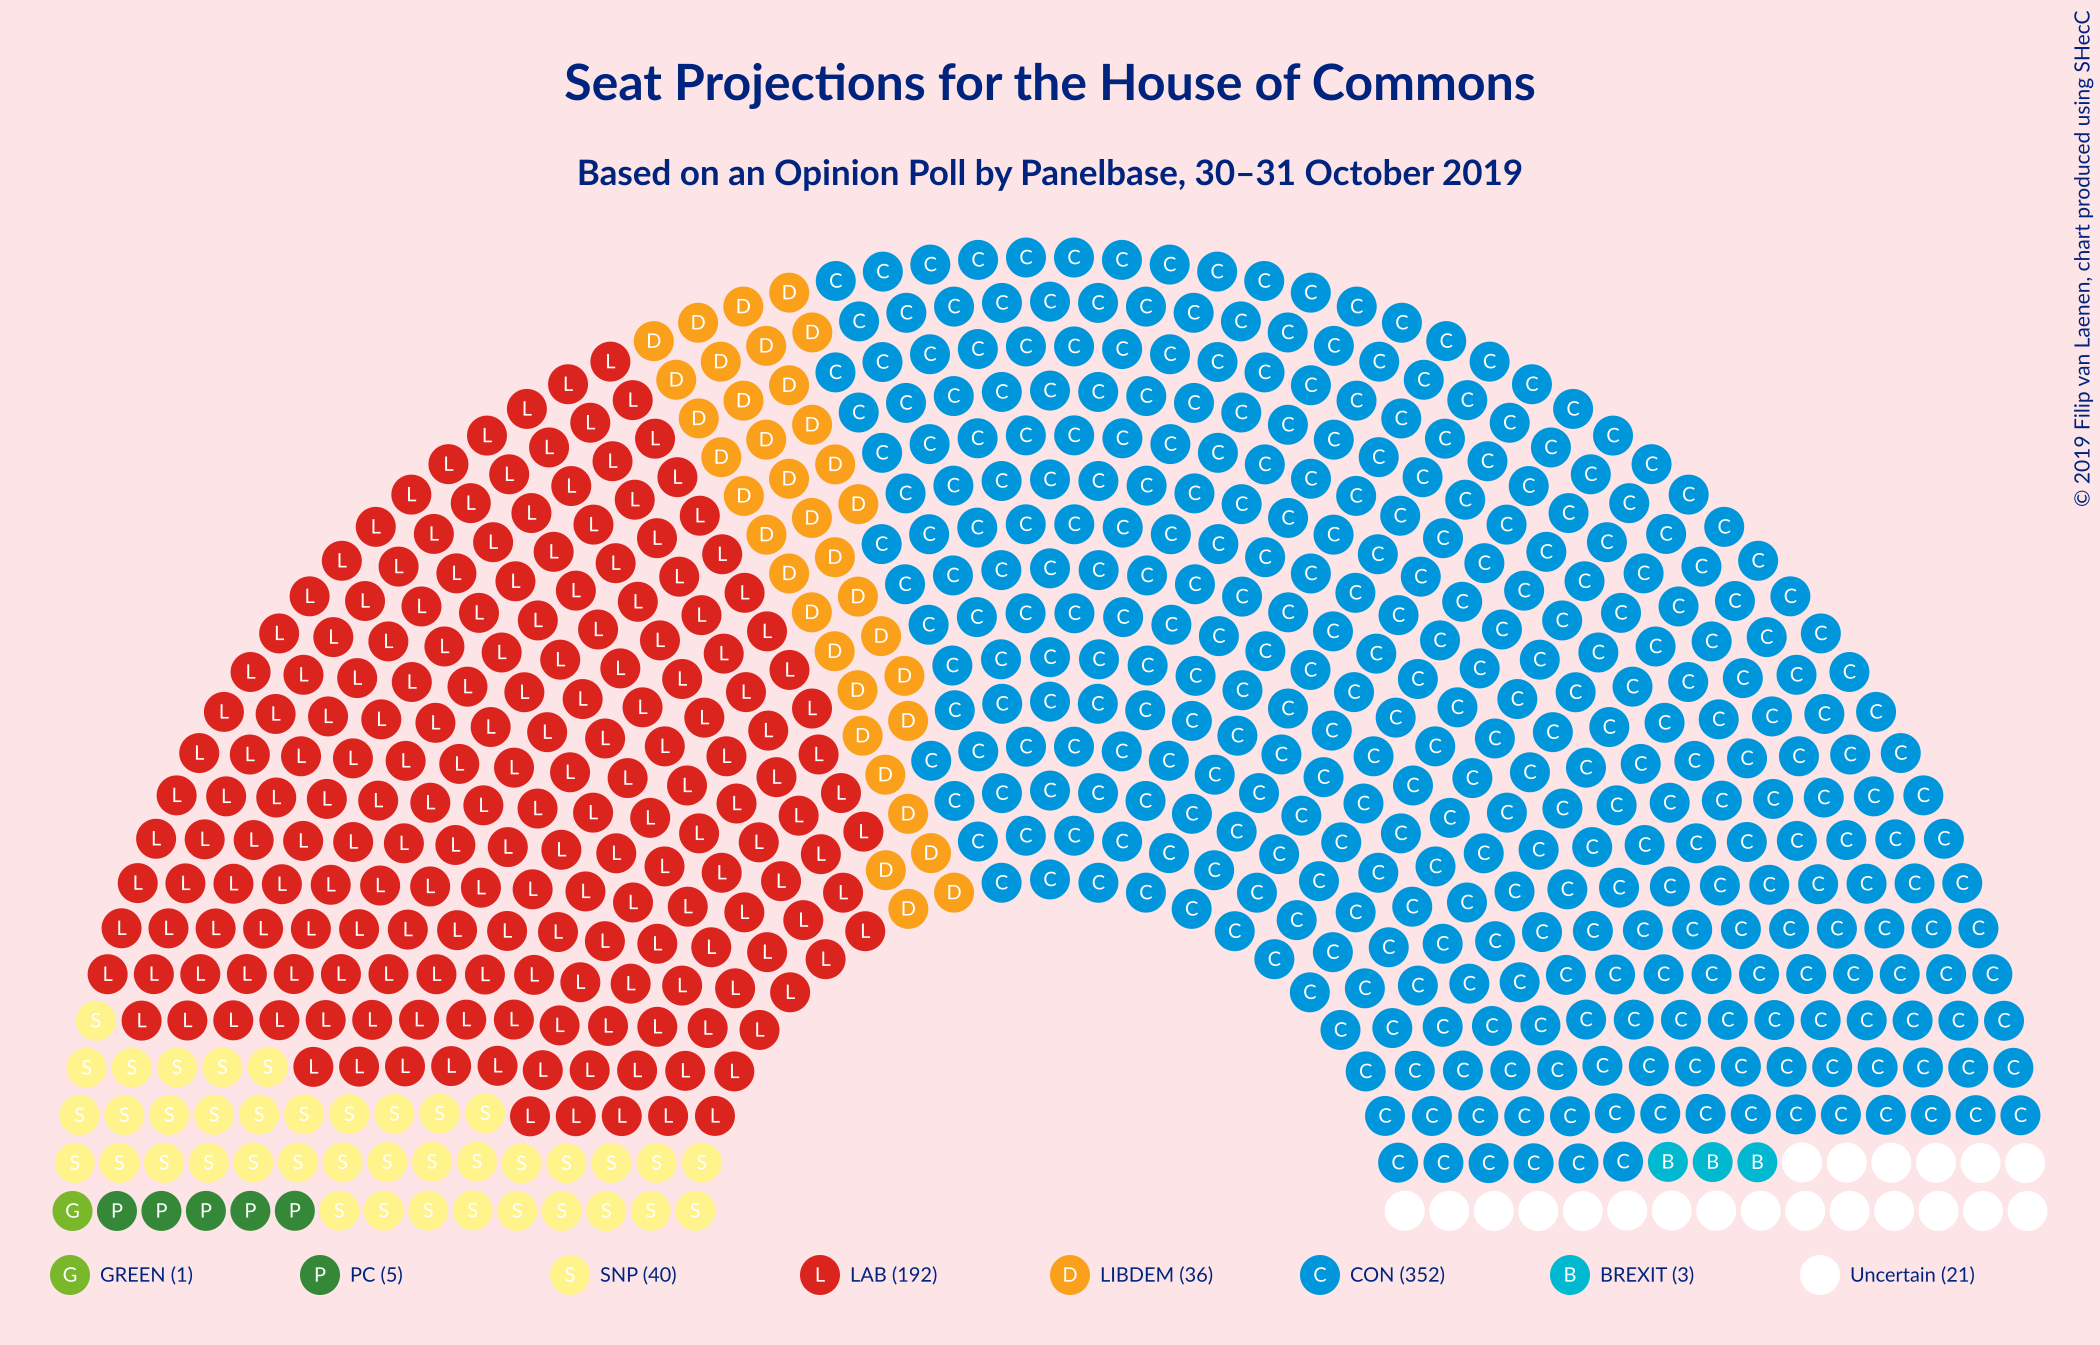 Seat Projections for the House of Commons
Based on an Opinion Poll by Panelbase, 30–31 October 2019
© 2019 Filip van Laenen, chart produced using SHecC
G GREEN (1)
P PC (5)
S SNP (40)
L LAB (192)
D LIBDEM (36)
C CON (352)
B BREXIT (3)
Uncertain (21)